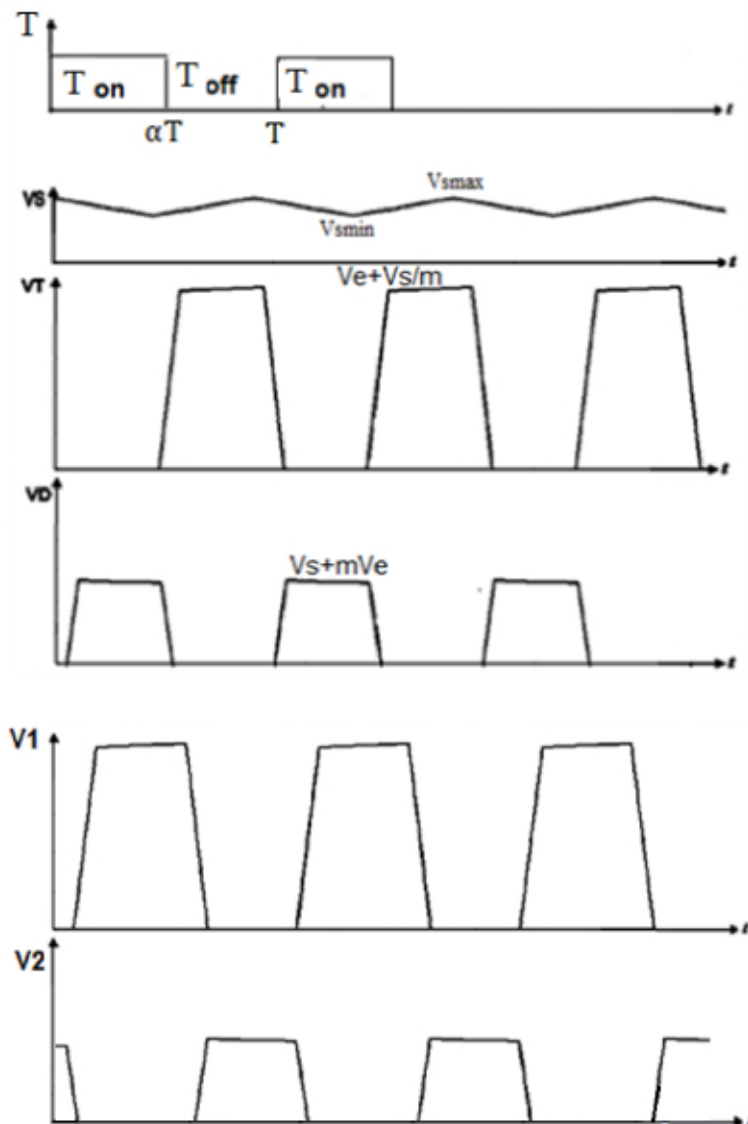 T
T on T off T on
t
αT T
VS Vsmax
Vsmin
t
VT Ve+Vs/m
t
VD
Vs+mVe
t
V1
t
V2